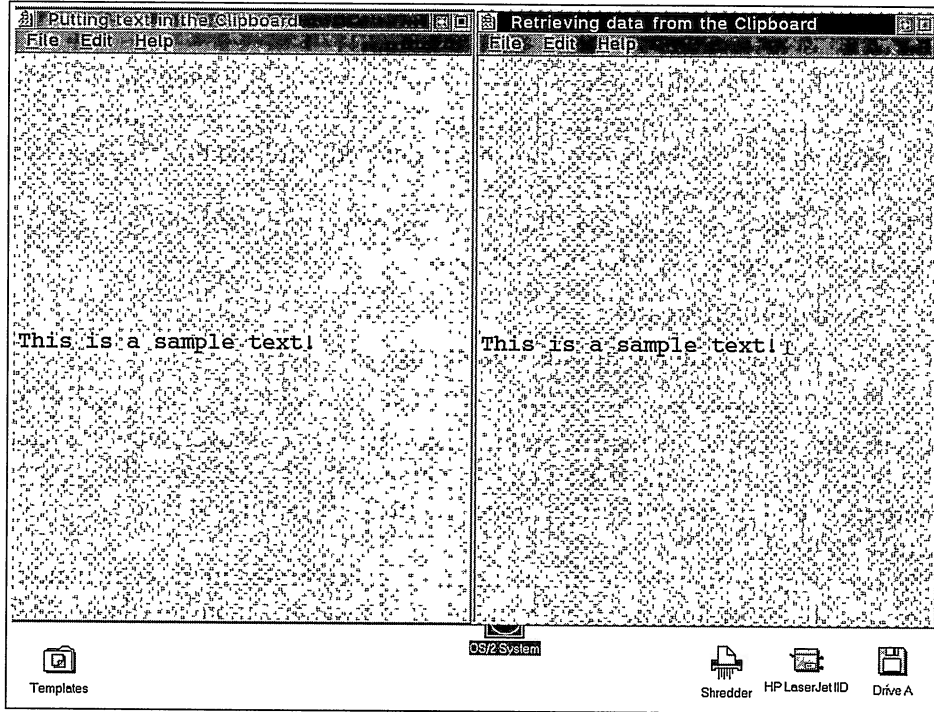 Putting text in the Clipboard
File Edit Help
This is a sample text!
Retrieving data from the Clipboard
File Edit Help
This is a sample text!
OS/2 System
Templates
Shredder
HP LaserJet IID
Drive A